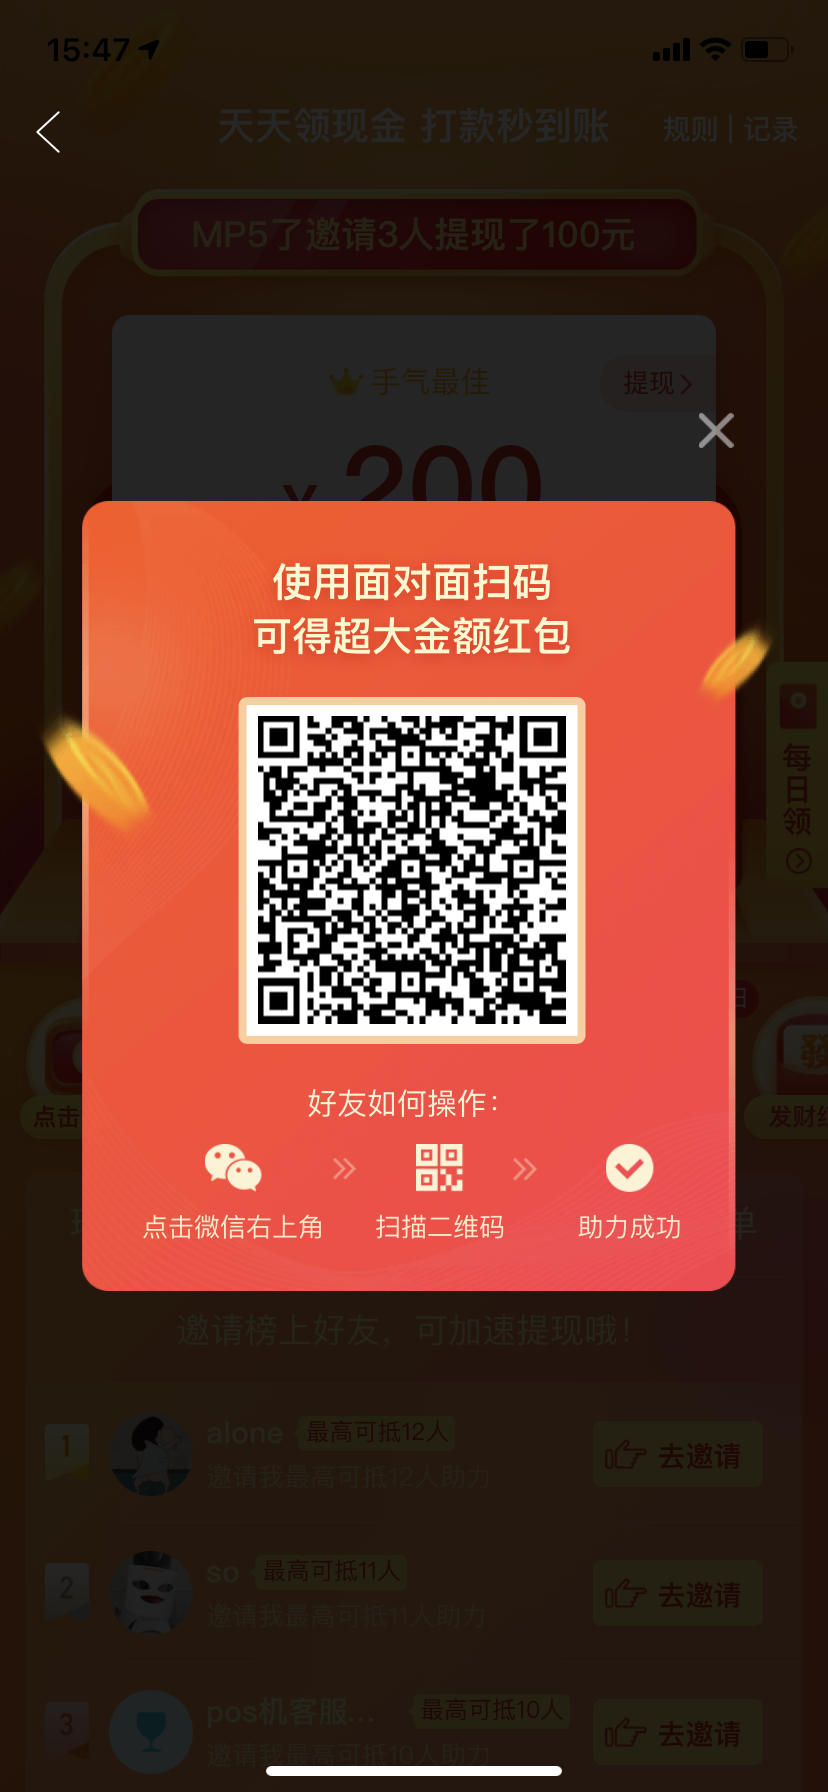 15:47
天天领现金 打款秒到账
规则 | 记录
MP5了邀请3人提现了100元
手气最佳
提现
¥ 200
使用面对面扫码
可得超大金额红包
每日领
好友如何操作：
点击微信右上角
扫描二维码
助力成功
点击
日
发财
单
邀请榜上好友，可加速提现哦！
1
alone
最高可抵12人
邀请我最高可抵12人助力
去邀请
2
so
最高可抵11人
邀请我最高可抵11人助力
去邀请
3
pos机客服...
最高可抵10人
邀请我最高可抵10人助力
去邀请